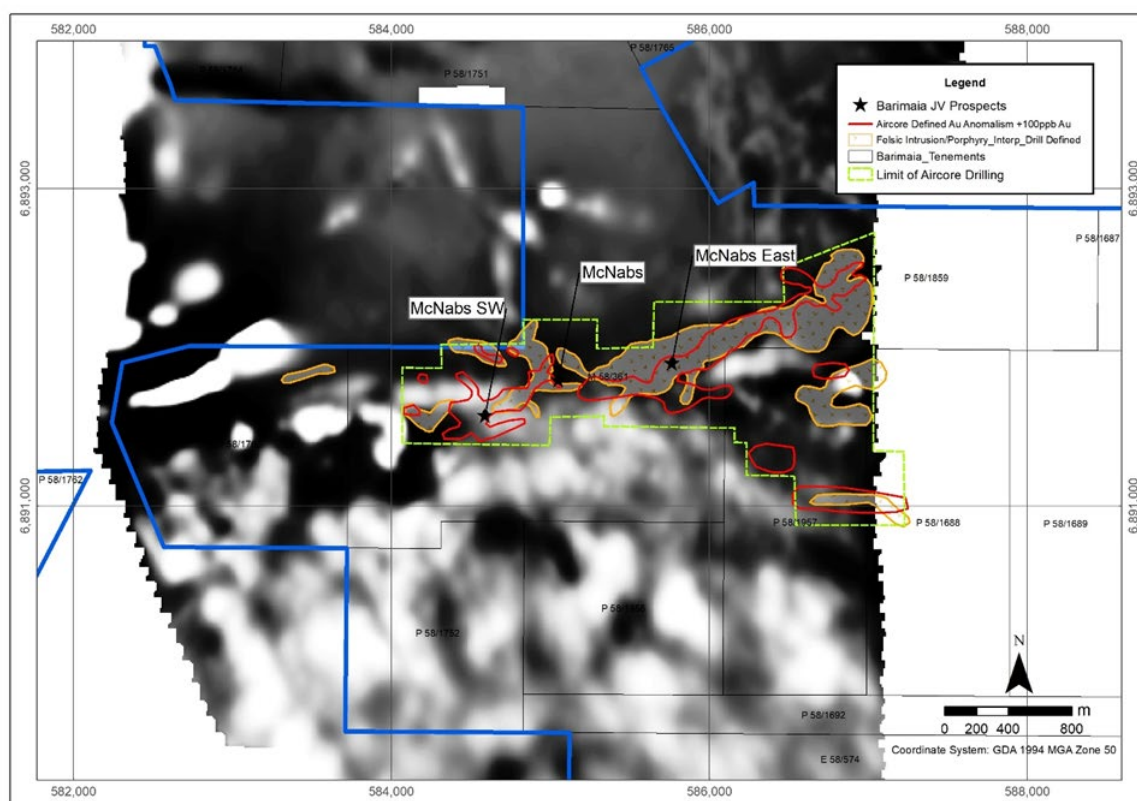 582,000
584,000
586,000
588,000
P 58/1765
P 58/1751
Legend
Barimaia JV Prospects
Aircore Defined Au Anomalism +100ppb Au
Felsic Intrusion/Porphyry_Interp_Drill Defined
Barimaia_Tenements
Limit of Aircore Drilling
6,893,000
6,893,000
P 58/1687
McNabs East
McNabs
P 58/1859
McNabs SW
P 58/1762
6,891,000
6,891,000
P 58/1957
P 58/1688
P 58/1689
P 58/1752
N
P 58/1692
0 200 400 800 m
Coordinate System: GDA 1994 MGA Zone 50
E 58/574
582,000
584,000
586,000
588,000